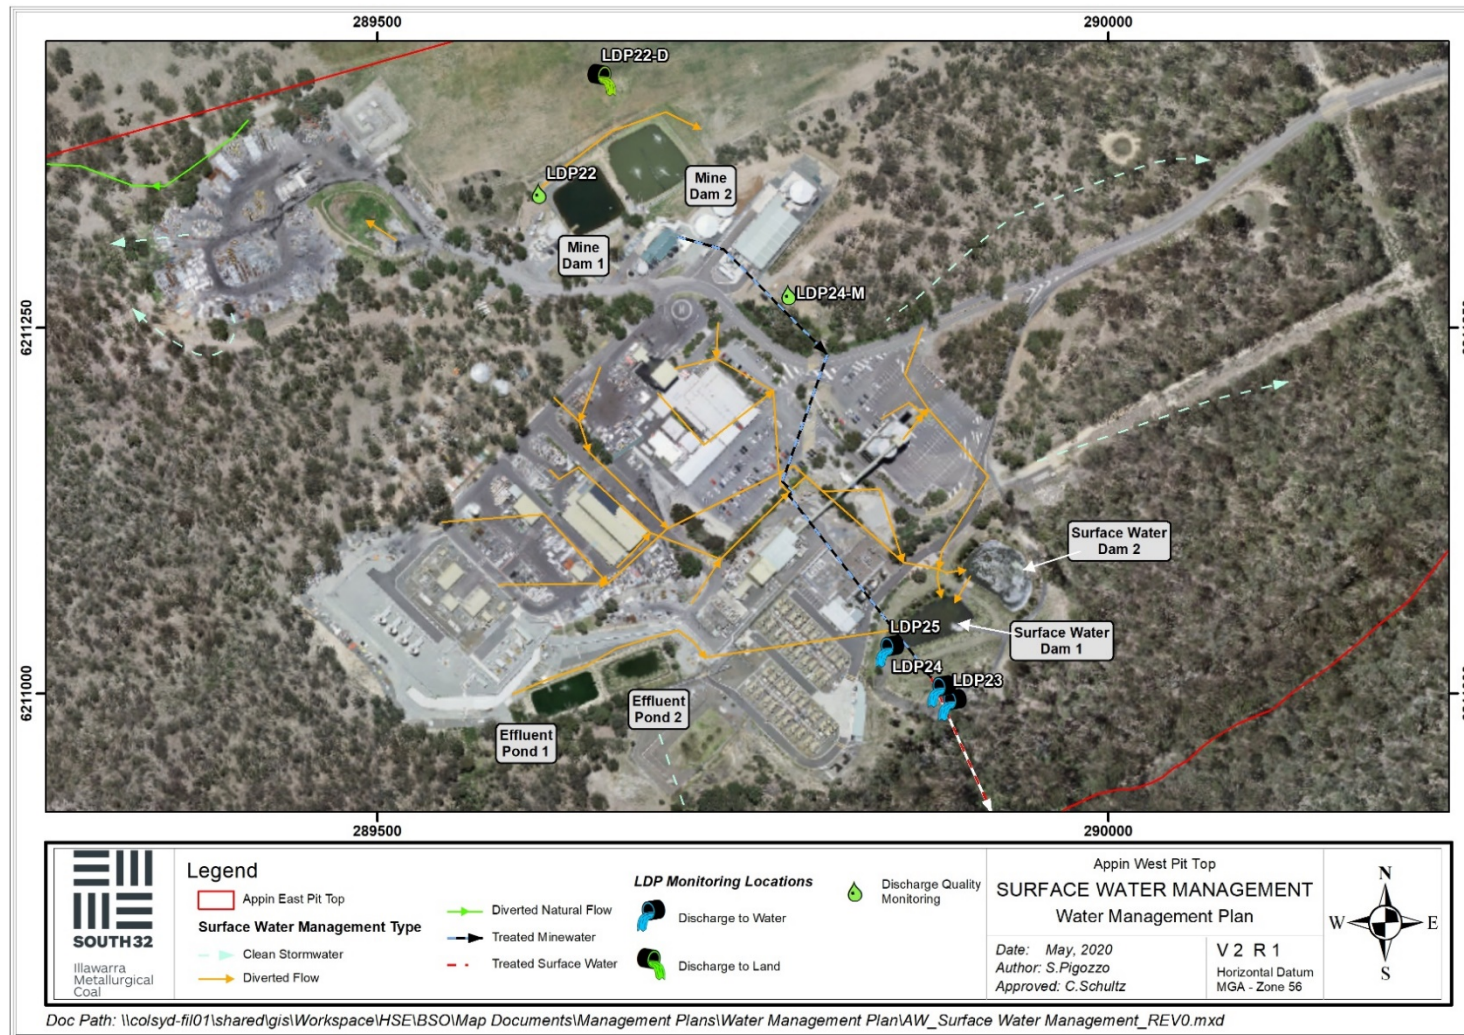 289500
290000
LDP22-D
LDP22
Mine
Dam 2
Mine
Dam 1
LDP24-M
6211250
Surface Water
Dam 2
LDP25
Surface Water
Dam 1
LDP24
LDP23
6211000
Effluent
Pond 2
Effluent
Pond 1
289500
290000
SOUTH32
Illawarra
Metallurgical
Coal
Legend
Appin East Pit Top
Surface Water Management Type
Clean Stormwater
Diverted Flow
Diverted Natural Flow
Treated Minewater
Treated Surface Water
LDP Monitoring Locations
Discharge to Water
Discharge to Land
Discharge Quality
Monitoring
Appin West Pit Top
SURFACE WATER MANAGEMENT
Water Management Plan
Date: May, 2020
Author: S.Pigozzo
Approved: C.Schultz
V 2 R 1
Horizontal Datum
MGA - Zone 56
N
W E
S
Doc Path: \\colsyd-fil01\shared\gis\Workspace\HSE\BSO\Map Documents\Management Plans\Water Management Plan\AW_Surface Water Management_REV0.mxd